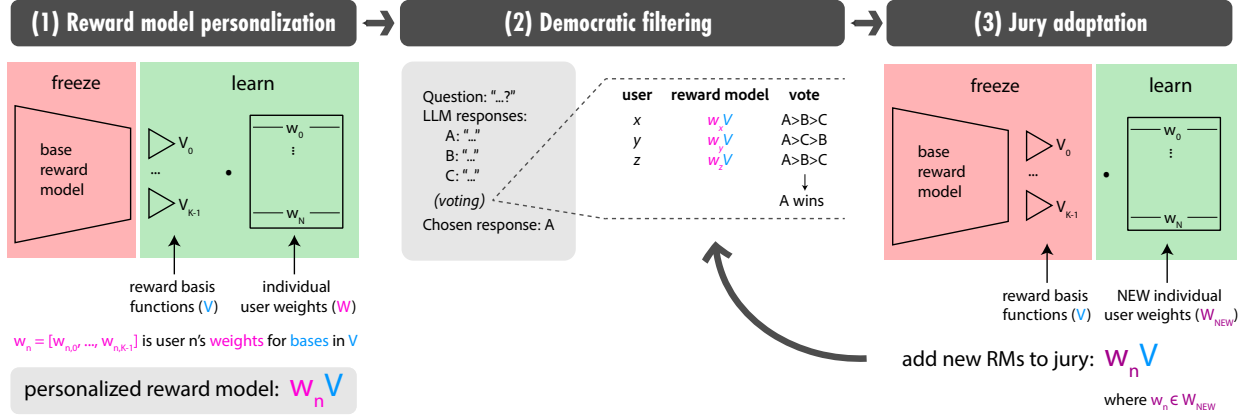 (1) Reward model personalization
freeze
learn
base
reward
model
V0
...
VK-1
w0
...
wN
reward basis
functions (V)
individual
user weights (W)
wn = [wn,0, ..., wn,K-1] is user n's weights for bases in V
personalized reward model: wnV
(2) Democratic filtering
Question: "...?"
LLM responses:
A: "..."
B: "..."
C: "..."
(voting)
Chosen response: A
user reward model vote
x wxV A>B>C
y wyV A>C>B
z wzV A>B>C
A wins
(3) Jury adaptation
freeze
learn
base
reward
model
V0
...
VK-1
w0
...
wN
reward basis
functions (V)
NEW individual
user weights (WNEW)
add new RMs to jury: wnV
where wn ∈ WNEW